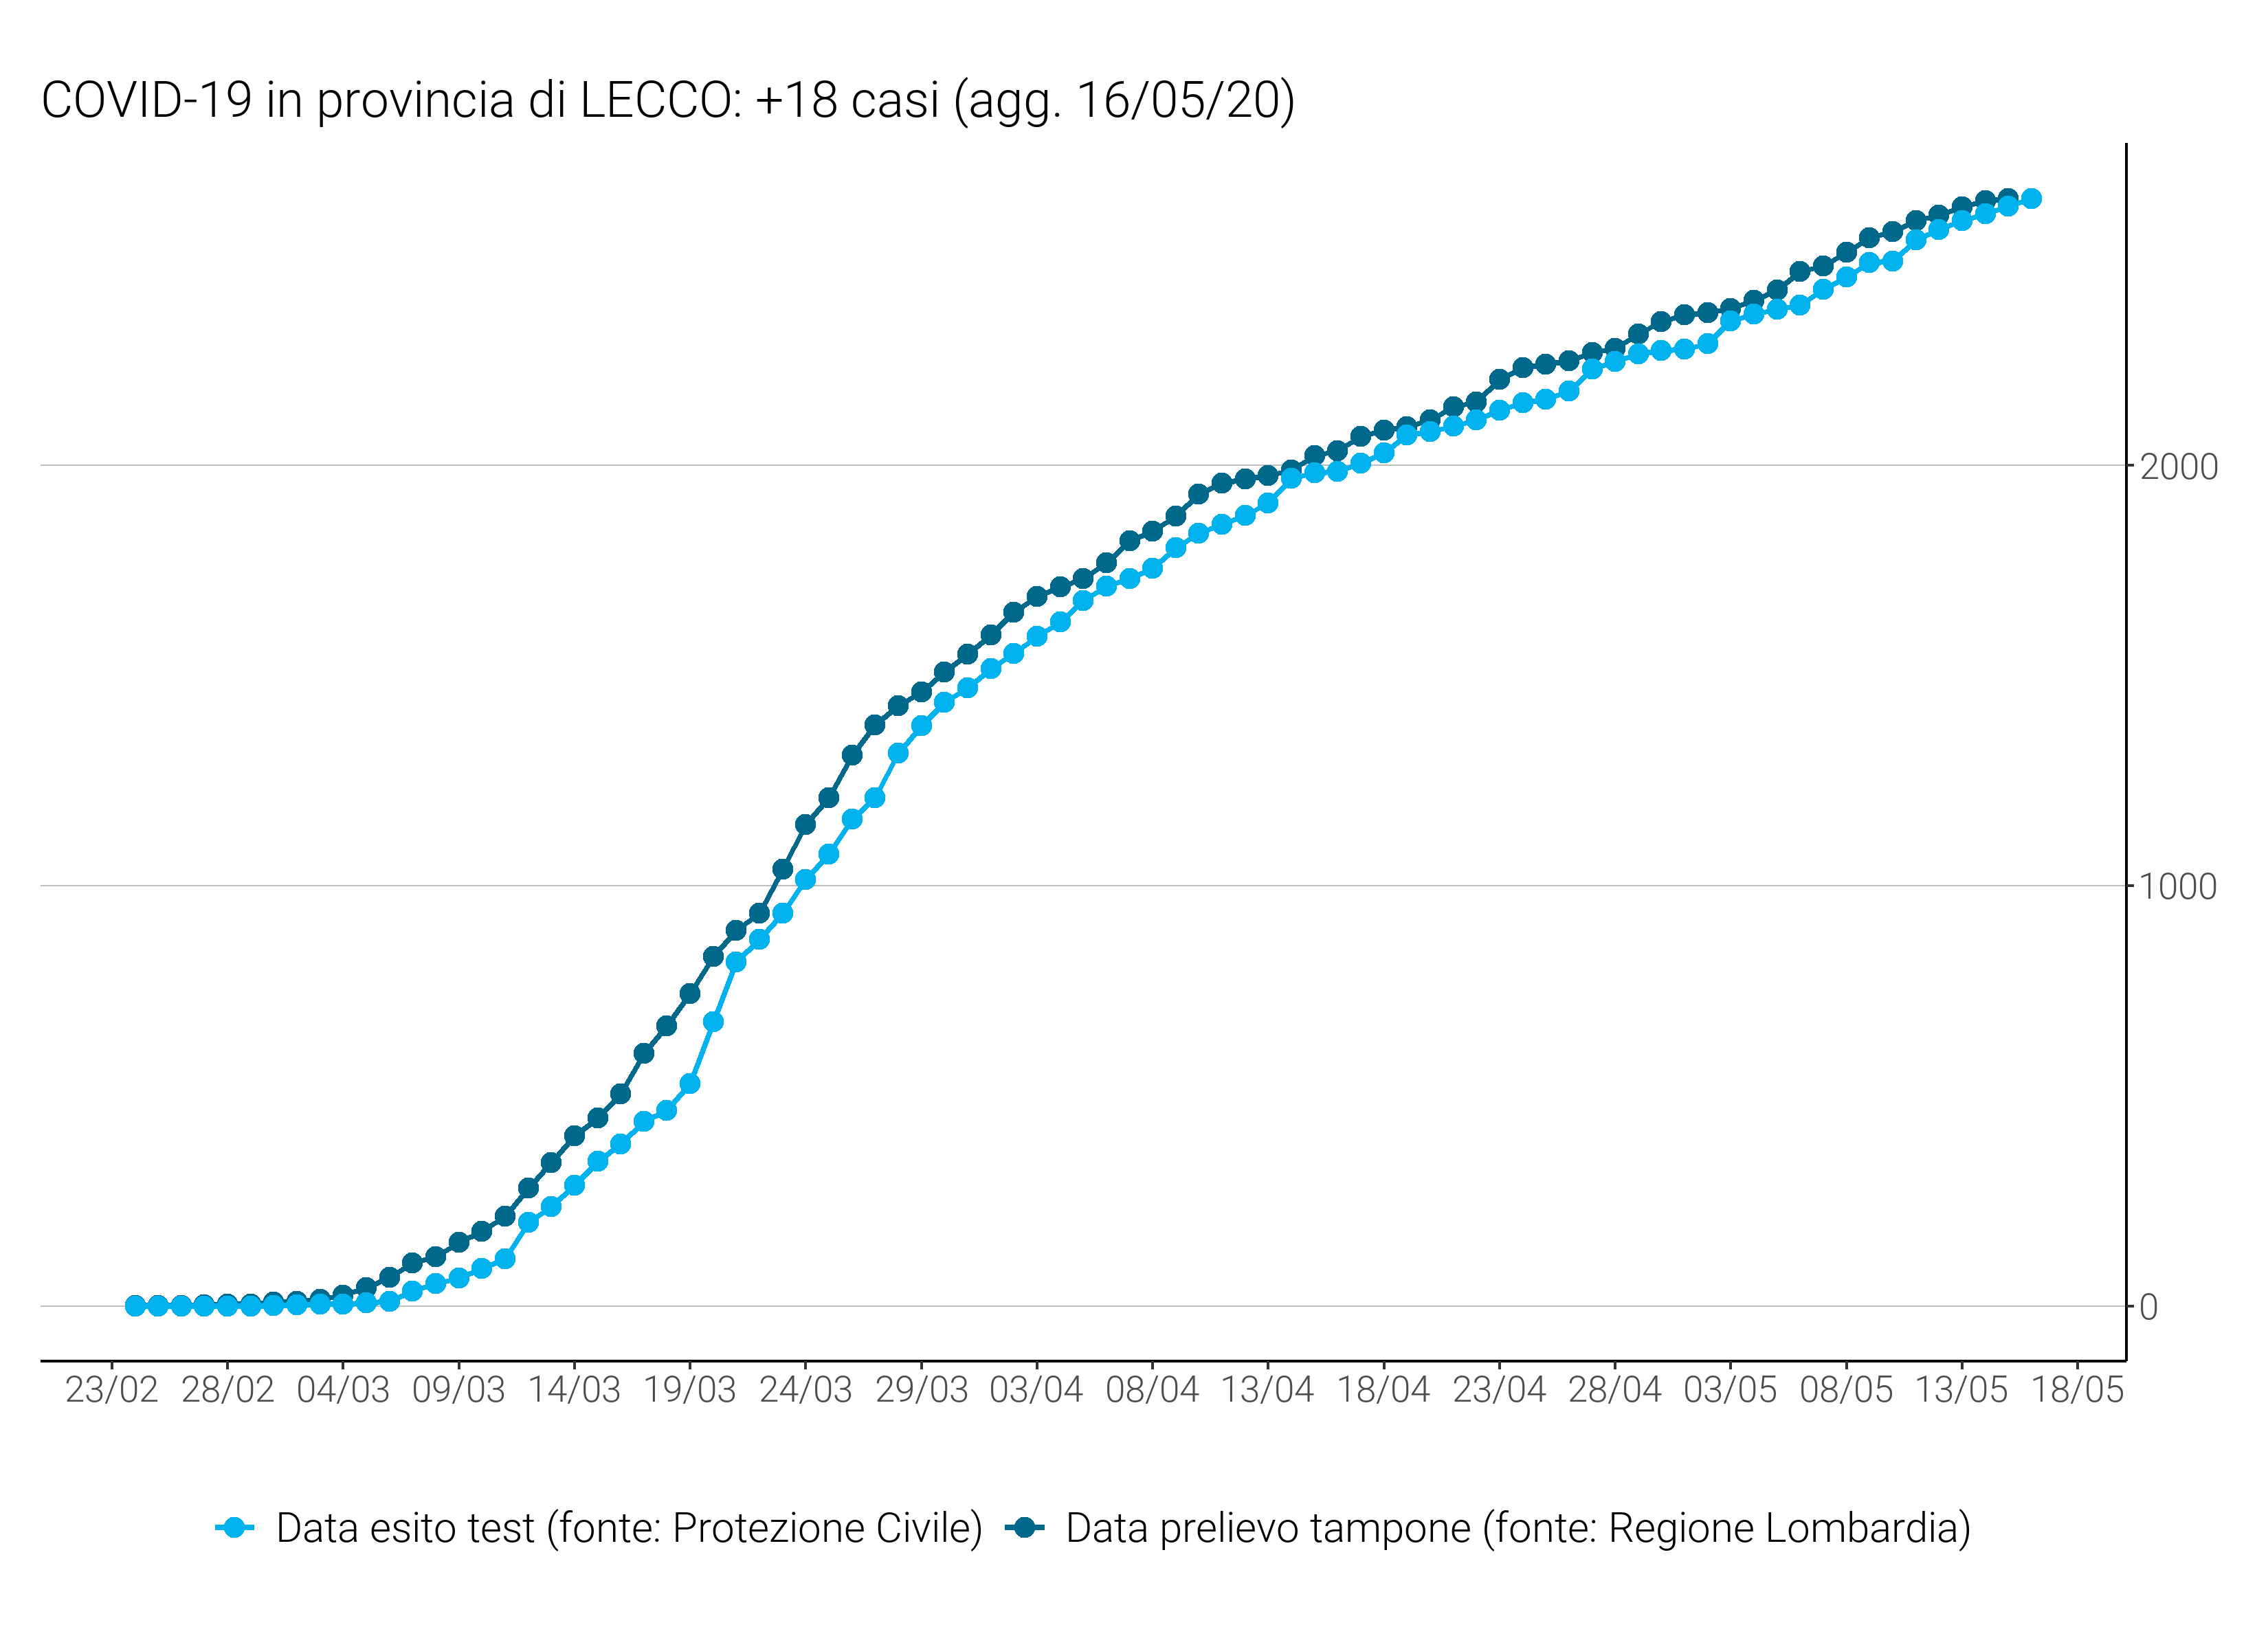 COVID-19 in provincia di LECCO: +18 casi (agg. 16/05/20)
2000
1000
0
23/02 28/02 04/03 09/03 14/03 19/03 24/03 29/03 03/04 08/04 13/04 18/04 23/04 28/04 03/05 08/05 13/05 18/05
Data esito test (fonte: Protezione Civile) Data prelievo tampone (fonte: Regione Lombardia)